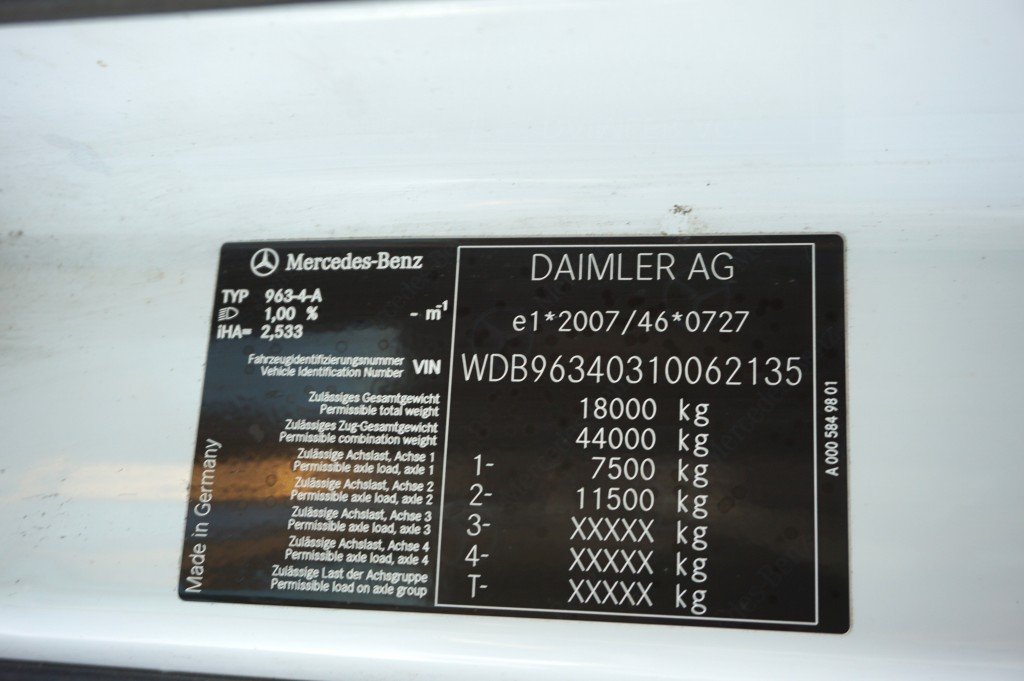 Mercedes-Benz
TYP 963-4-A
1,00 % - m-1
iHA= 2,533
Fahrzeugidentifizierungsnummer
Vehicle Identification Number VIN
Zulässiges Gesamtgewicht
Permissible total weight
Zulässiges Zug-Gesamtgewicht
Permissible combination weight
Zulässige Achslast, Achse 1
Permissible axle load, axle 1
Zulässige Achslast, Achse 2
Permissible axle load, axle 2
Zulässige Achslast, Achse 3
Permissible axle load, axle 3
Zulässige Achslast, Achse 4
Permissible axle load, axle 4
Zulässige Last der Achsgruppe
Permissible load on axle group
Made in Germany
DAIMLER AG
e1*2007/46*0727
WDB96340310062135
18000 kg
44000 kg
1- 7500 kg
2- 11500 kg
3- XXXXX kg
4- XXXXX kg
T- XXXXX kg
A 000 584 98 01